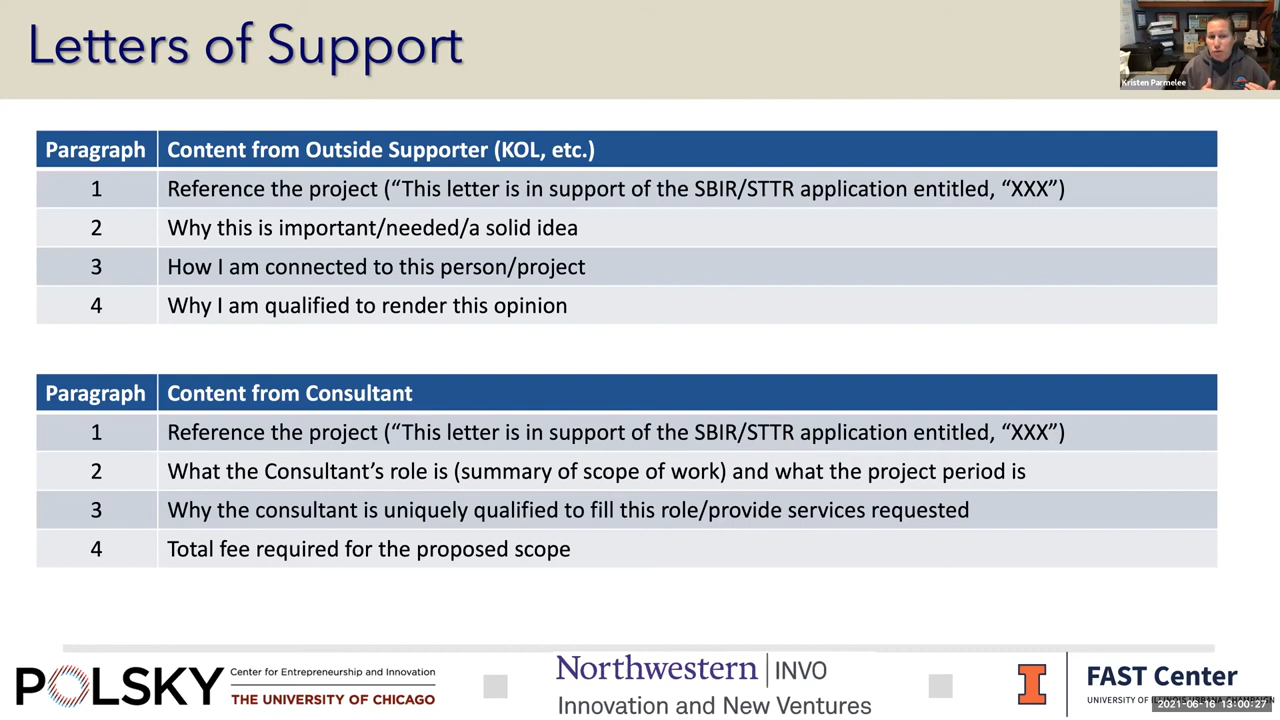 Letters of Support
Kristen Parmelee
Paragraph Content from Outside Supporter (KOL, etc.)
1 Reference the project (“This letter is in support of the SBIR/STTR application entitled, “XXX”)
2 Why this is important/needed/a solid idea
3 How I am connected to this person/project
4 Why I am qualified to render this opinion
Paragraph Content from Consultant
1 Reference the project (“This letter is in support of the SBIR/STTR application entitled, “XXX”)
2 What the Consultant’s role is (summary of scope of work) and what the project period is
3 Why the consultant is uniquely qualified to fill this role/provide services requested
4 Total fee required for the proposed scope
POLSKY Center for Entrepreneurship and Innovation
THE UNIVERSITY OF CHICAGO
Northwestern | INVO
Innovation and New Ventures
I FAST Center
UNIVERSITY OF ILLINOIS URBANA-CHAMPAIGN
2021-06-16 13:00:27